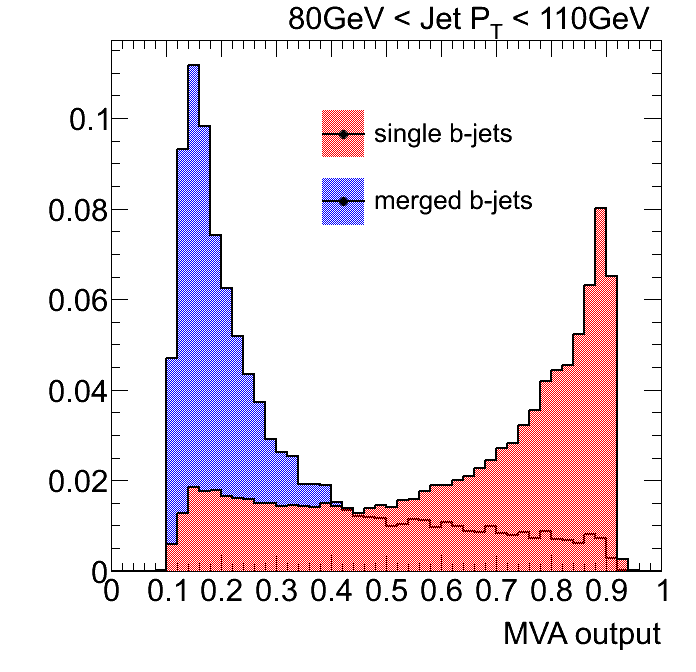 80GeV < Jet P_T < 110GeV
single b-jets
merged b-jets
0.1
0.08
0.06
0.04
0.02
0
0 0.1 0.2 0.3 0.4 0.5 0.6 0.7 0.8 0.9 1
MVA output